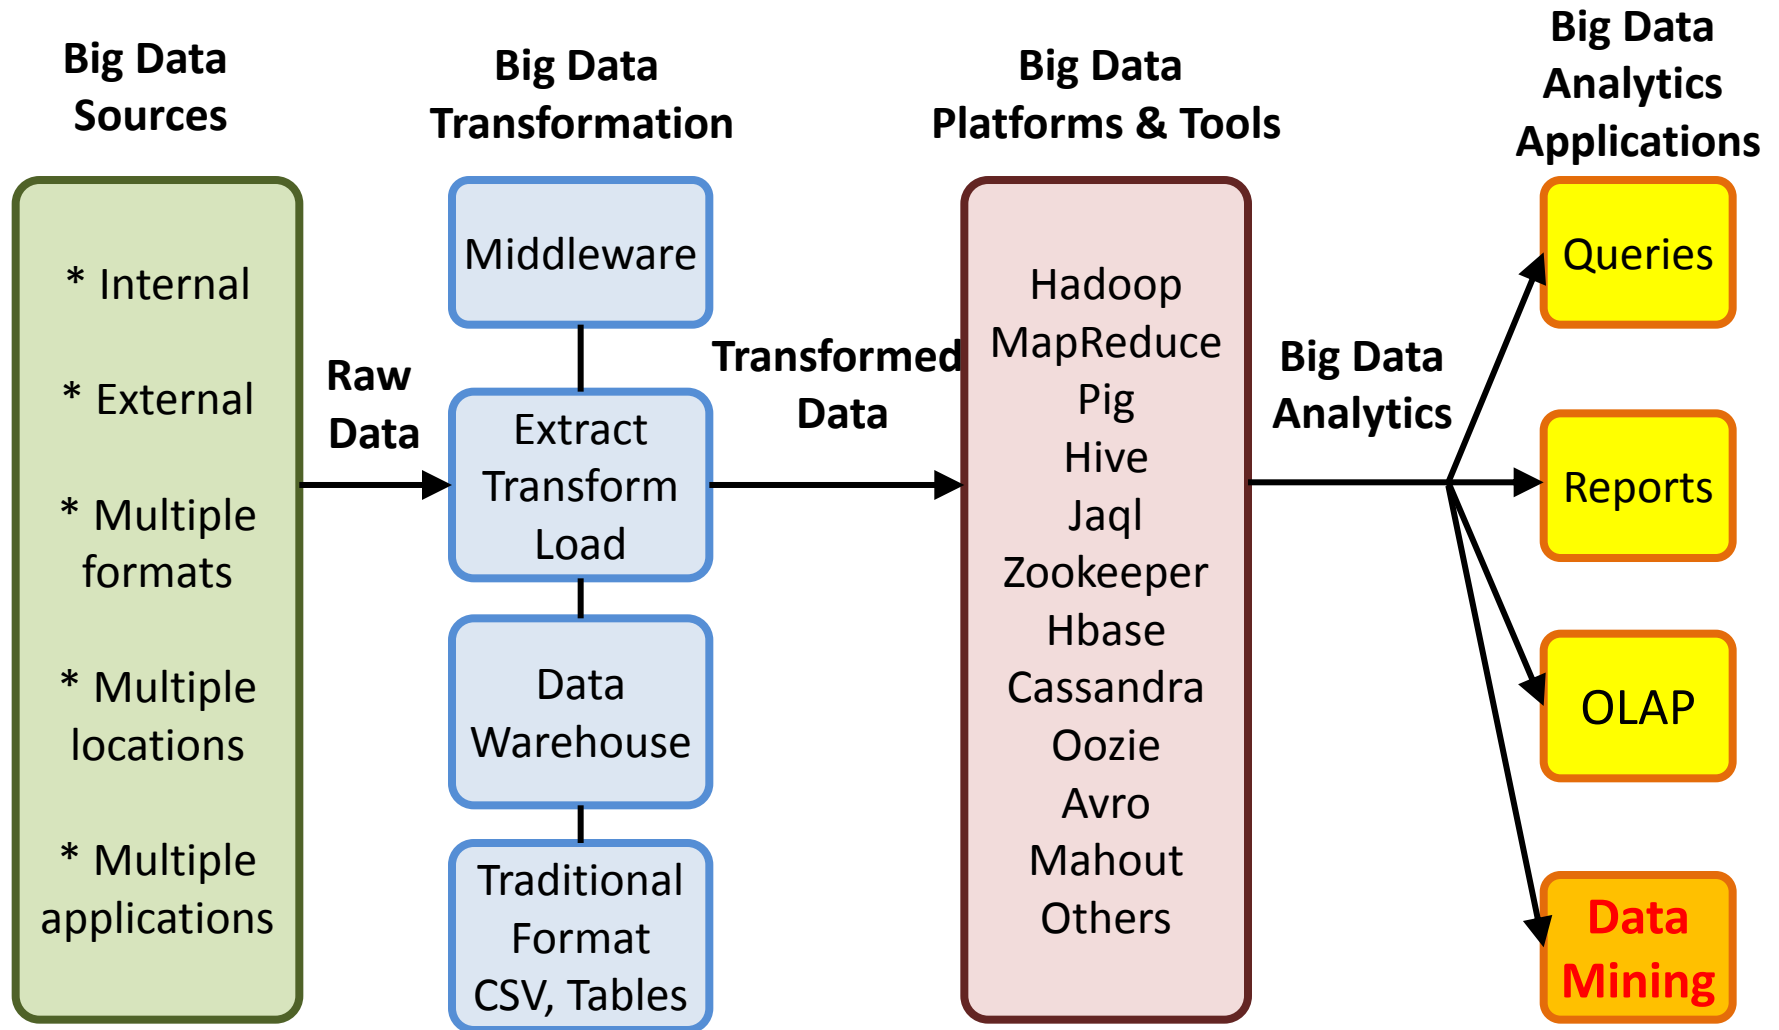 Big Data
Sources
* Internal
* External
* Multiple
formats
* Multiple
locations
* Multiple
applications
Raw
Data
Big Data
Transformation
Middleware
Extract
Transform
Load
Data
Warehouse
Traditional
Format
CSV, Tables
Transformed
Data
Big Data
Platforms & Tools
Hadoop
MapReduce
Pig
Hive
Jaql
Zookeeper
Hbase
Cassandra
Oozie
Avro
Mahout
Others
Big Data
Analytics
Big Data
Analytics
Applications
Queries
Reports
OLAP
Data
Mining